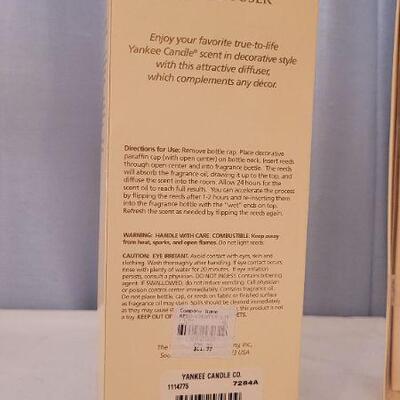 Enjoy your favorite true-to-life
Yankee Candle® scent in decorative style
with this attractive diffuser,
which complements any décor.
Directions for Use: Remove bottle cap. Place decorative
paraffin cap (with open center) on bottle neck. Insert reeds
through open center and into fragrance bottle. The reeds
will absorb the fragrance oil, drawing it up to the top, and
diffuse the scent into the room. Allow 24 hours for the
scent oil to reach full results. You can accelerate the process
by flipping the reeds after 1-2 hours and re-inserting them
into the fragrance bottle with the "wet" ends on top.
Refresh the scent as needed by flipping the reeds again.
WARNING: HANDLE WITH CARE. COMBUSTIBLE. Keep away
from heat, sparks, and open flames. Do not light reeds.
CAUTION: EYE IRRITANT. Avoid contact with eyes, skin and
clothing. Wash thoroughly after handling. If eye contact occurs,
rinse with plenty of water for 20 minutes. If eye irritation
persists, consult a physician. DO NOT INGEST. Contains
agent. If SWALLOWED, do not induce vomiting. Call physician
or poison control center immediately. Contains fragrance oil.
Do not place bottle, cap, or reeds on fabric or finished surface
as fragrance oil may stain. Spills should be cleaned immediately
as they may cause
a toy. KEEP OUT OF
Company Name
The
YANKEE CANDLE CO.
1114775 7284A